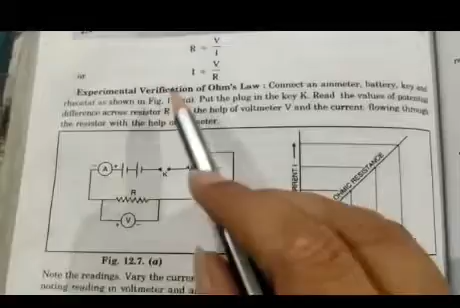 R = V
I
or I = V
R
Experimental Verification of Ohm's Law : Connect an ammeter, battery, key and
rheostat as shown in Fig. Put the plug in the key K. Read the values of potential
difference across resistor R the help of voltmeter V and the current flowing through
the resistor with the help of
A
K
R
V
OHMIC RESISTANCE
Fig. 12.7. (a)
Note the readings. Vary the
noting reading in voltmeter and